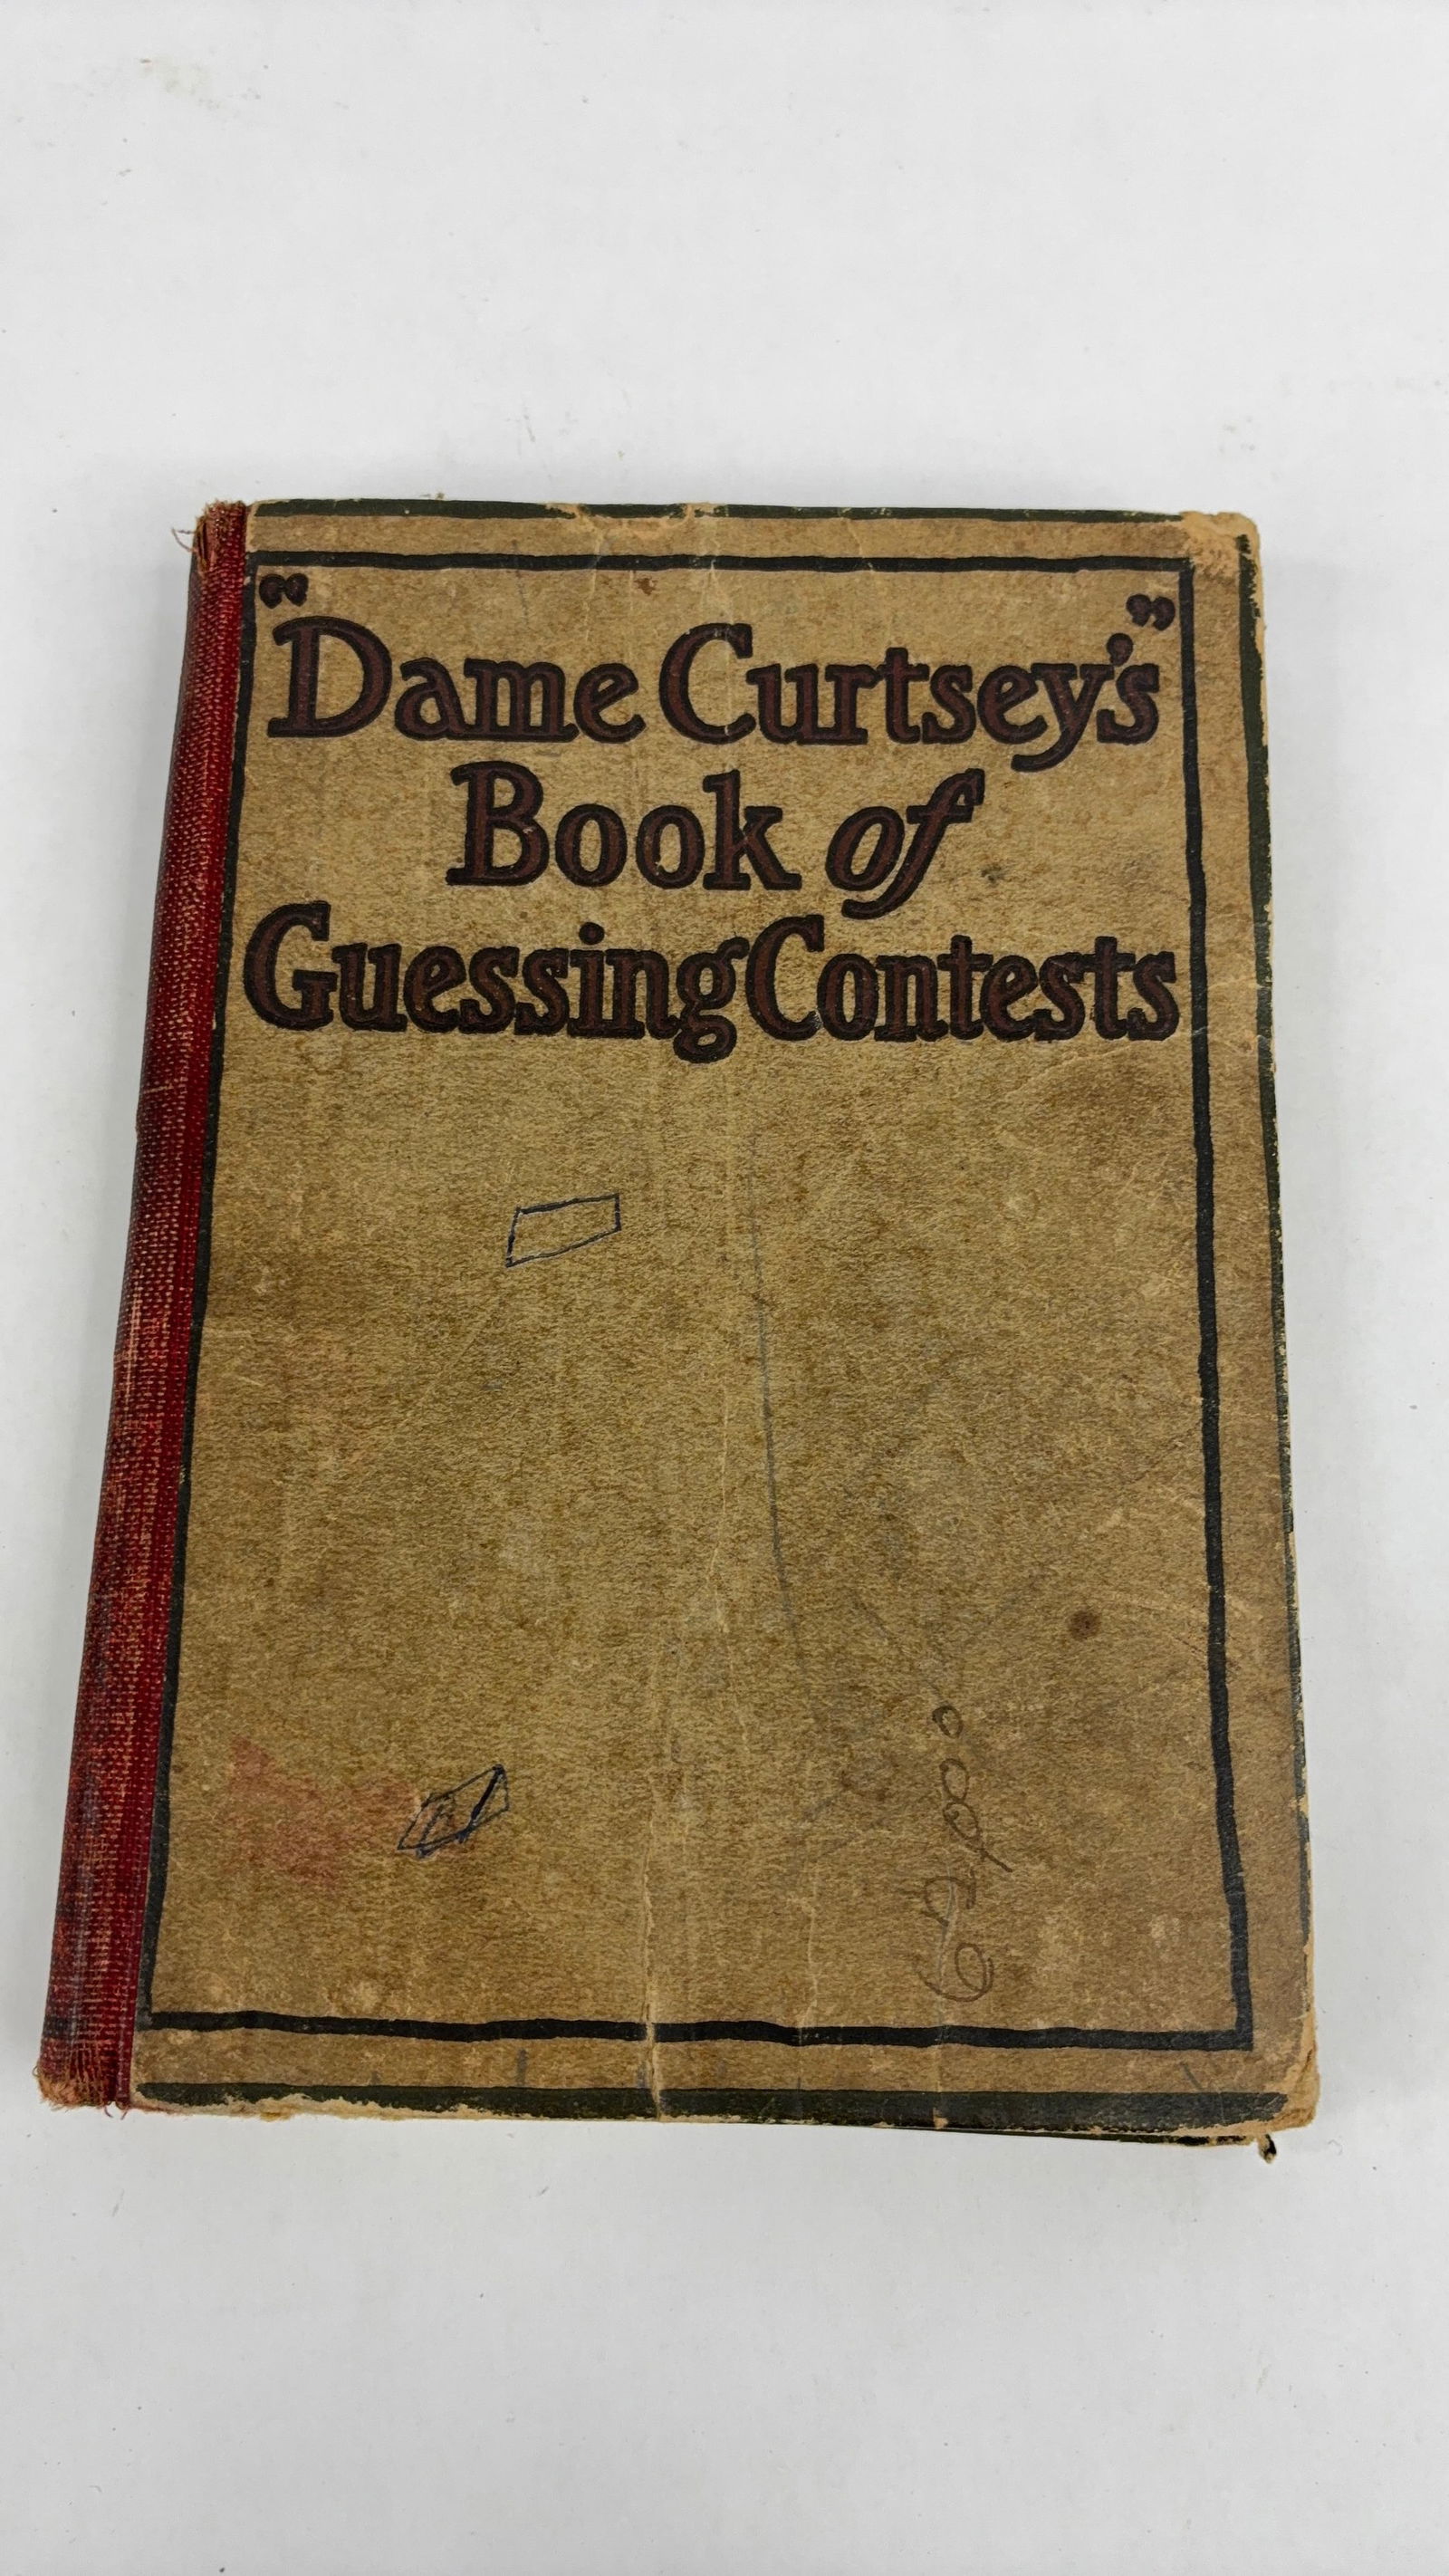 “Dame Curtsey's”
Book of
Guessing Contests